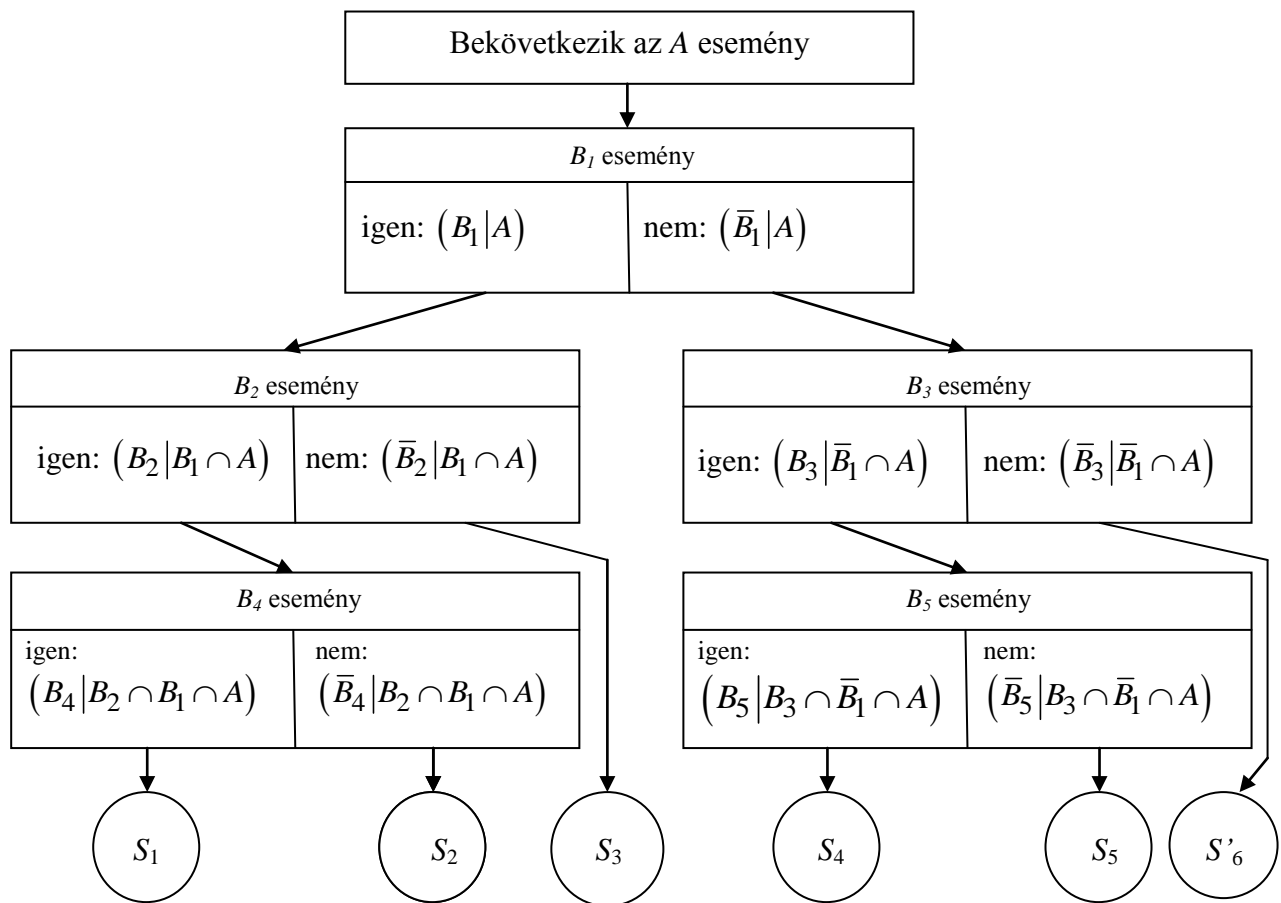 Bekövetkezik az A esemény
B₁ esemény
igen: (B₁|A)
nem: (B̅₁|A)
B₂ esemény
igen: (B₂|B₁ ∩ A)
nem: (B̅₂|B₁ ∩ A)
B₃ esemény
igen: (B₃|B̅₁ ∩ A)
nem: (B̅₃|B̅₁ ∩ A)
B₄ esemény
igen:
(B₄|B₂ ∩ B₁ ∩ A)
nem:
(B̅₄|B₂ ∩ B₁ ∩ A)
B₅ esemény
igen:
(B₅|B₃ ∩ B̅₁ ∩ A)
nem:
(B̅₅|B₃ ∩ B̅₁ ∩ A)
S₁
S₂
S₃
S₄
S₅
S’₆